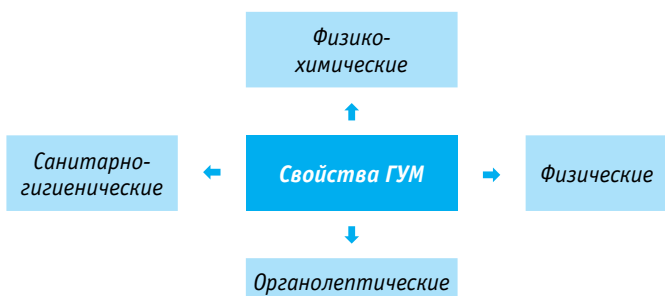 Физико-
химические
Санитарно-
гигиенические
Свойства ГУМ
Физические
Органолептические